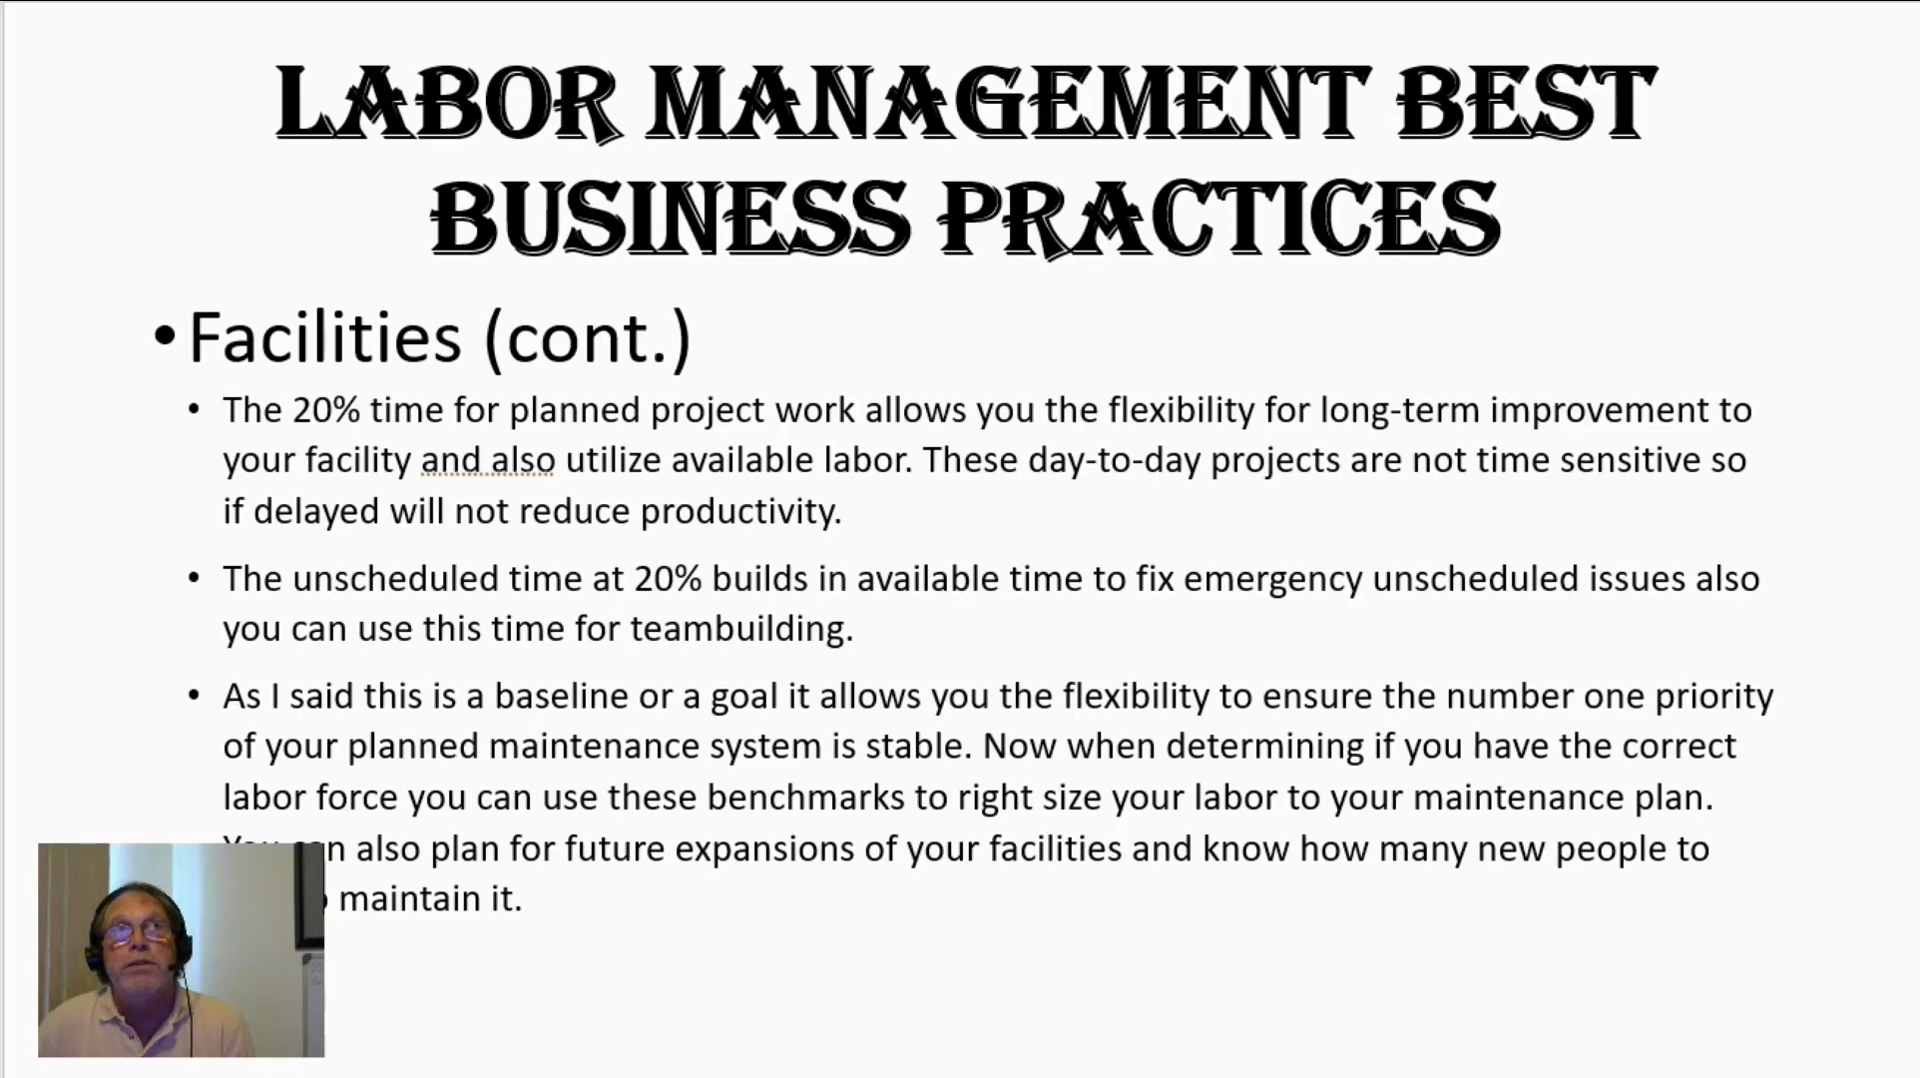 LABOR MANAGEMENT BEST
BUSINESS PRACTICES
• Facilities (cont.)
• The 20% time for planned project work allows you the flexibility for long-term improvement to
your facility and also utilize available labor. These day-to-day projects are not time sensitive so
if delayed will not reduce productivity.
• The unscheduled time at 20% builds in available time to fix emergency unscheduled issues also
you can use this time for teambuilding.
• As I said this is a baseline or a goal it allows you the flexibility to ensure the number one priority
of your planned maintenance system is stable. Now when determining if you have the correct
labor force you can use these benchmarks to right size your labor to your maintenance plan.
also plan for future expansions of your facilities and know how many new people to
maintain it.